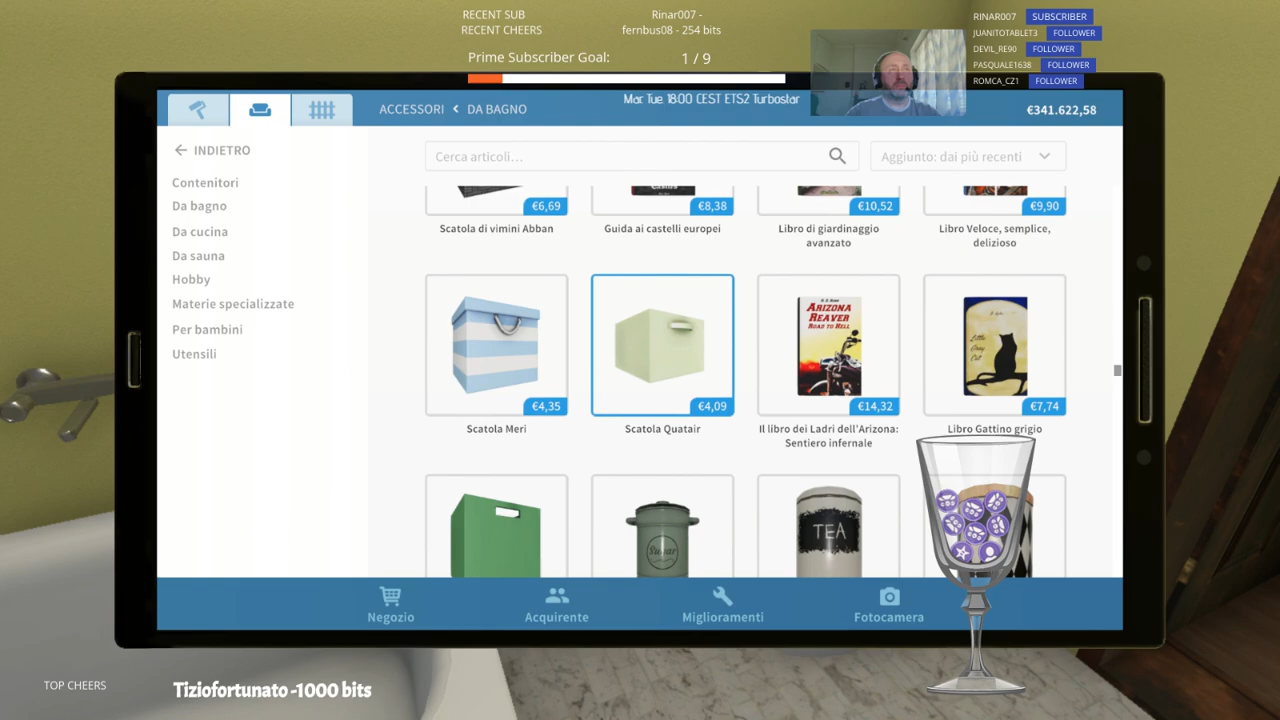 RECENT SUB
Rinar007 -
RECENT CHEERS
fernbus08 - 254 bits
Prime Subscriber Goal:
1 / 9
RINAR007 SUBSCRIBER
JUANITOTABLET3 FOLLOWER
DEVIL_RE90 FOLLOWER
PASQUALE1638 FOLLOWER
ROMCA_CZ1 FOLLOWER
ACCESSORI < DA BAGNO
Mar. Tue. 18:00 CEST ETS2 Turbostar
€341.622,58
INDIETRO
Contenitori
Da bagno
Da cucina
Da sauna
Hobby
Materie specializzate
Per bambini
Utensili
Cerca articoli...
Aggiunto: dai più recenti
€6,69
€8,38
€10,52
€9,90
Scatola di vimini Abban
Guida ai castelli europei
Libro di giardinaggio
avanzato
Libro Veloce, semplice,
delizioso
ARIZONA
REAVER
ROAD TO HELL
Little
Gray
Cat
€4,35
€4,09
€14,32
€7,74
Scatola Meri
Scatola Quatair
Il libro dei Ladri dell'Arizona:
Sentiero infernale
Libro Gattino grigio
Sugar
TEA
Negozio
Acquirente
Miglioramenti
Fotocamera
TOP CHEERS
Tiziofortunato -1000 bits